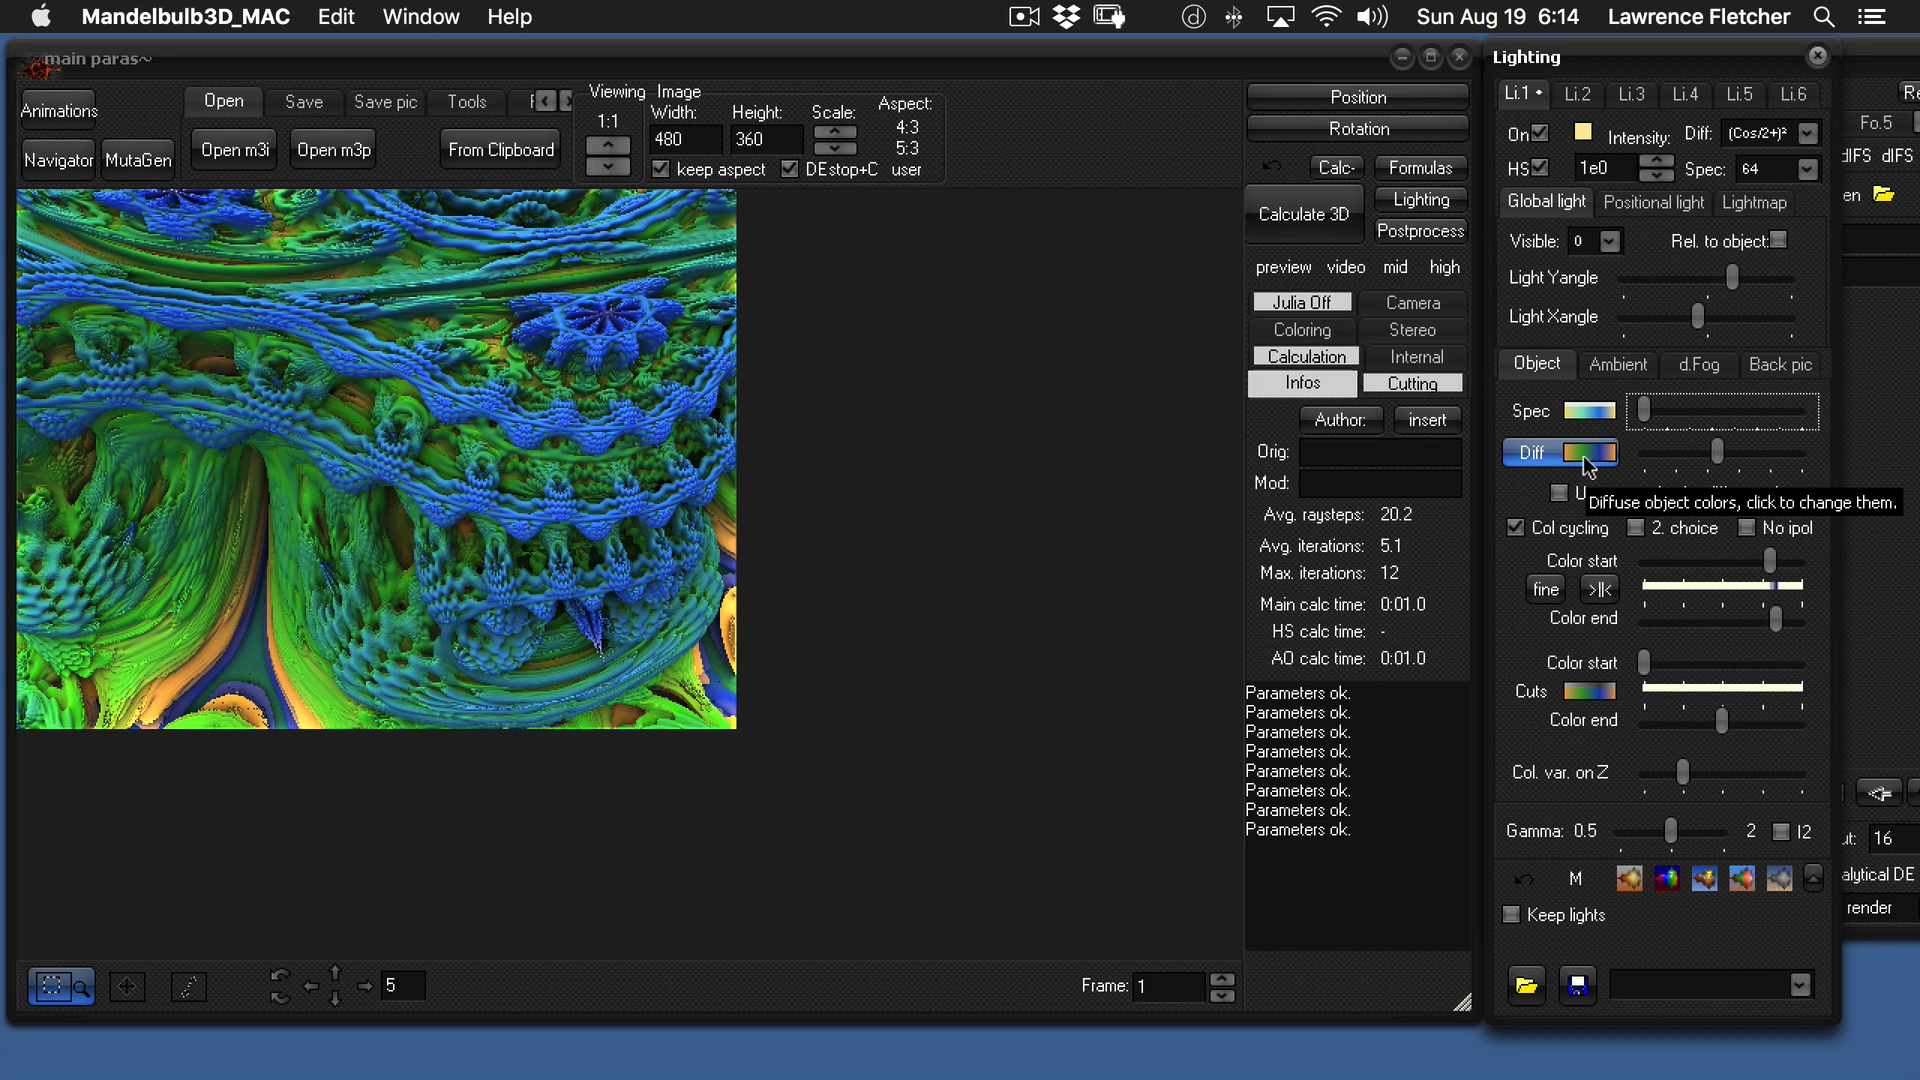 Mandelbulb3D_MAC Edit Window Help
Sun Aug 19 6:14 Lawrence Fletcher
main paras~
Animations
Navigator MutaGen
Open Save Save pic Tools
Open m3i Open m3p From Clipboard
Viewing
1:1
Image
Width: Height: Scale: Aspect:
480 360
4:3
5:3
keep aspect DEstop+C user
Position
Rotation
Calc- Formulas
Calculate 3D Lighting
Postprocess
preview video mid high
Julia Off Camera
Coloring Stereo
Calculation Internal
Infos Cutting
Author: insert
Orig:
Mod:
Avg. raysteps: 20.2
Avg. iterations: 5.1
Max. iterations: 12
Main calc time: 0:01.0
HS calc time: -
AO calc time: 0:01.0
Parameters ok.
Parameters ok.
Parameters ok.
Parameters ok.
Parameters ok.
Parameters ok.
Parameters ok.
Parameters ok.
5
Frame: 1
Lighting
Li.1 • Li.2 Li.3 Li.4 Li.5 Li.6
On Intensity: Diff: (Cos/2+)²
HS 1e0 Spec: 64
Global light Positional light Lightmap
Visible: 0 Rel. to object:
Light Yangle
Light Xangle
Object Ambient d.Fog Back pic
Spec
Diff
U
Diffuse object colors, click to change them.
Col cycling 2. choice No ipol
Color start
fine >||<
Color end
Color start
Cuts
Color end
Col. var. on Z
Gamma: 0.5 2 I2
M
Keep lights
Re
Fo.5
dIFS dIFS
en
ut: 16
alytical DE
render